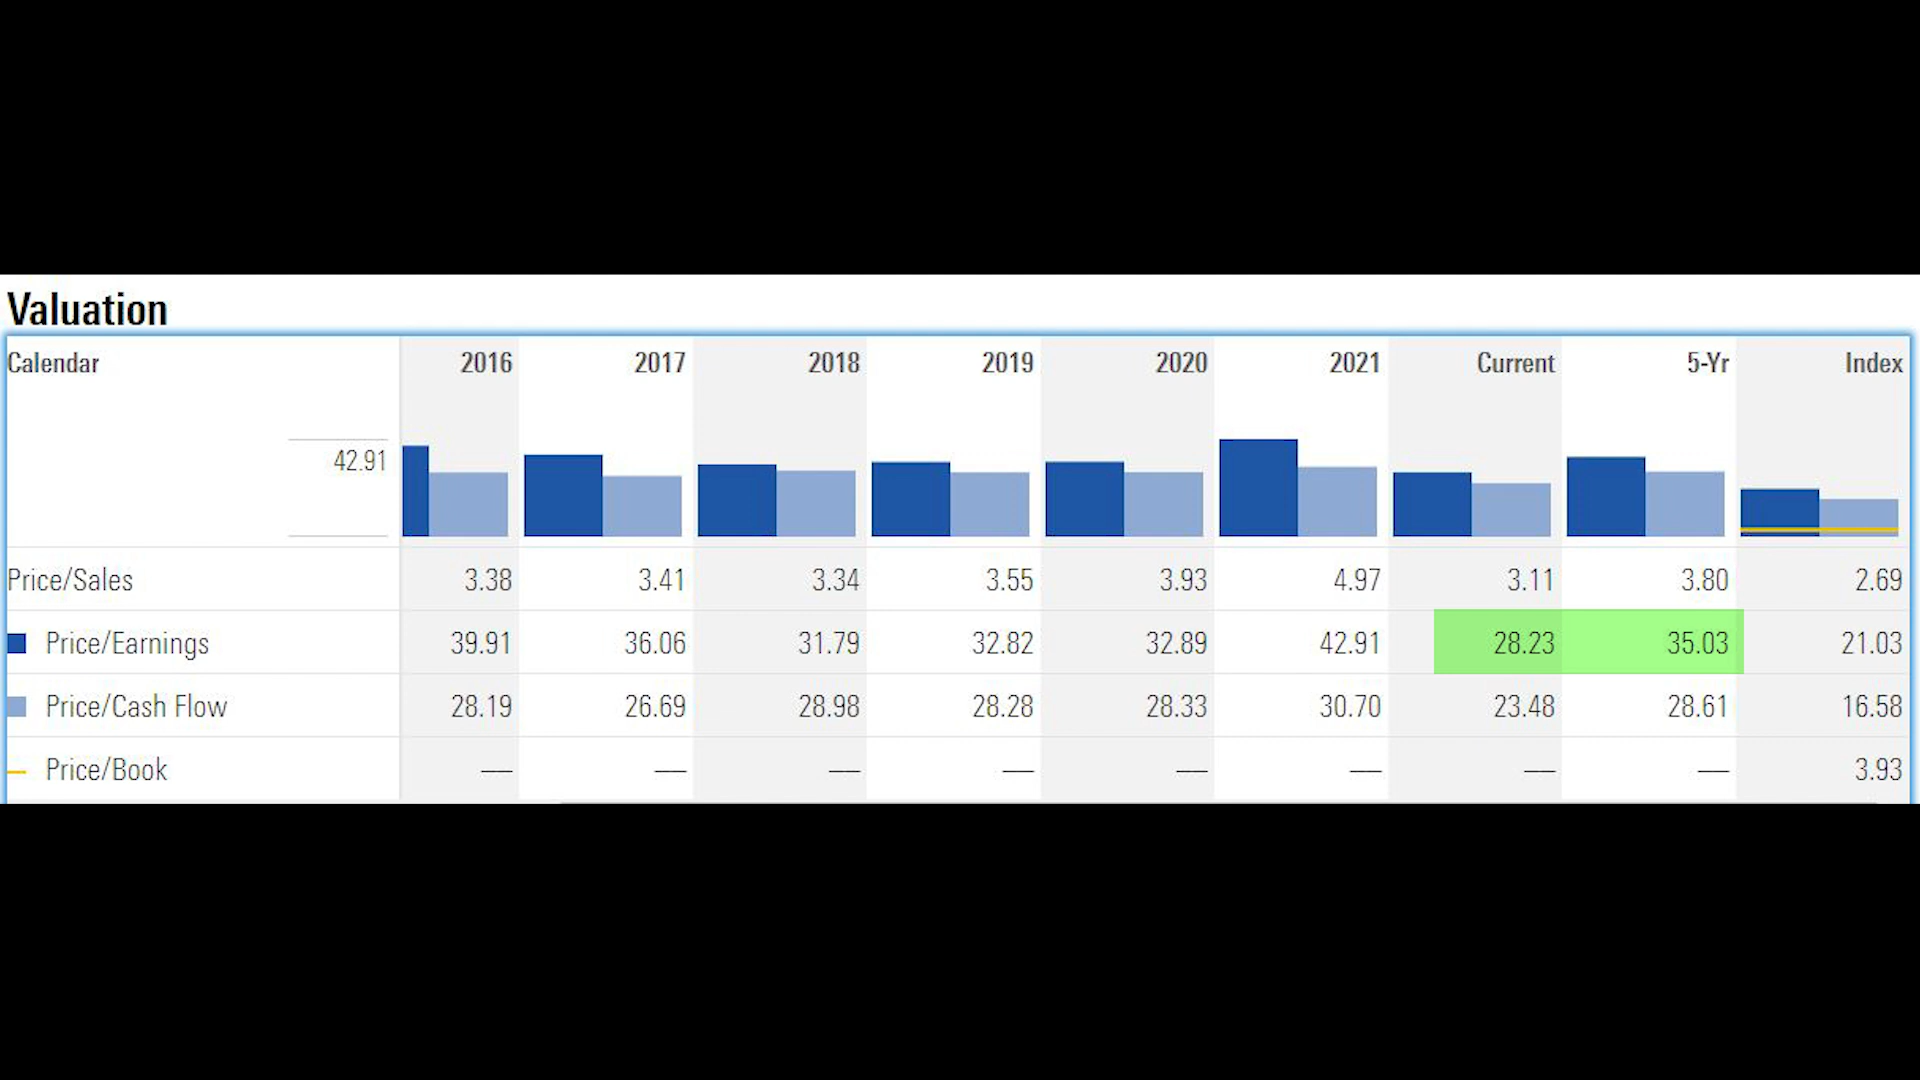 Valuation
Calendar 2016 2017 2018 2019 2020 2021 Current 5-Yr Index
42.91
Price/Sales 3.38 3.41 3.34 3.55 3.93 4.97 3.11 3.80 2.69
Price/Earnings 39.91 36.06 31.79 32.82 32.89 42.91 28.23 35.03 21.03
Price/Cash Flow 28.19 26.69 28.98 28.28 28.33 30.70 23.48 28.61 16.58
Price/Book — — — — — — — — 3.93